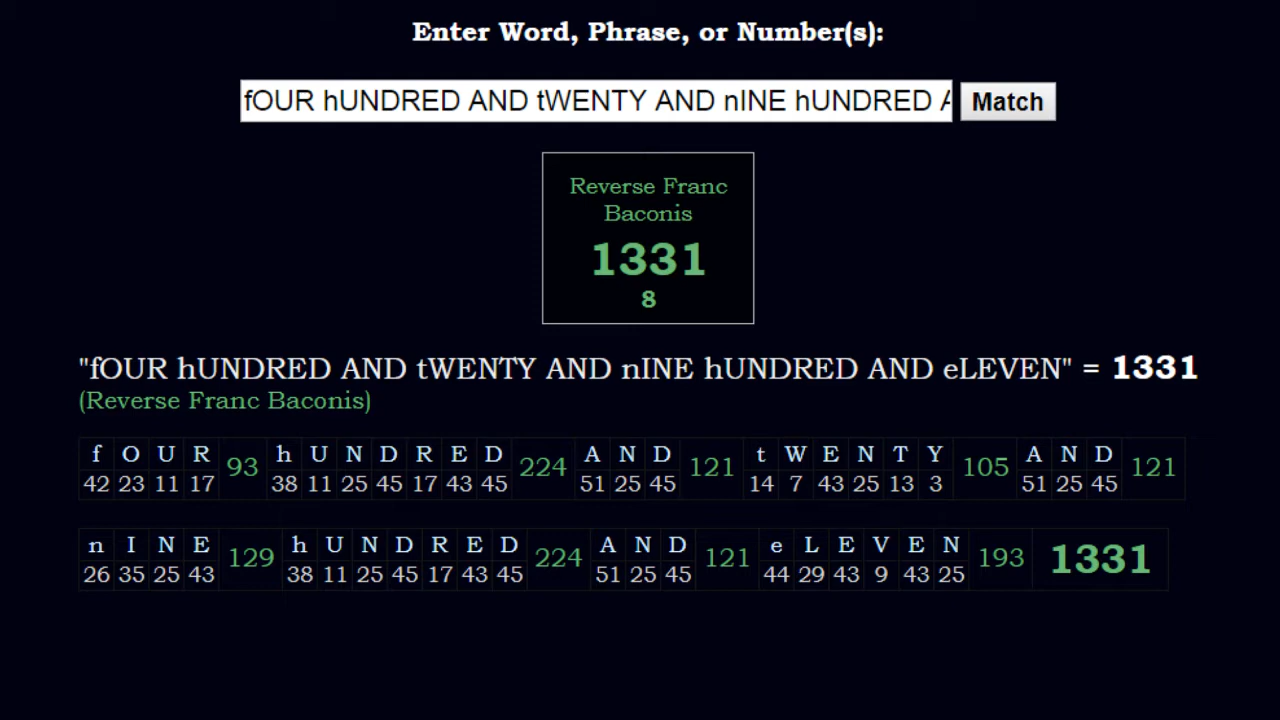 Enter Word, Phrase, or Number(s):
fOUR hUNDRED AND tWENTY AND nINE hUNDRED A
Match
Reverse Franc
Baconis
1331
8
"fOUR hUNDRED AND tWENTY AND nINE hUNDRED AND eLEVEN" = 1331
(Reverse Franc Baconis)
f O U R 93 h U N D R E D 224 A N D 121 t W E N T Y 105 A N D 121
42 23 11 17 38 11 25 45 17 43 45 51 25 45 14 7 43 25 13 3 51 25 45
n I N E 129 h U N D R E D 224 A N D 121 e L E V E N 193 1331
26 35 25 43 38 11 25 45 17 43 45 51 25 45 44 29 43 9 43 25